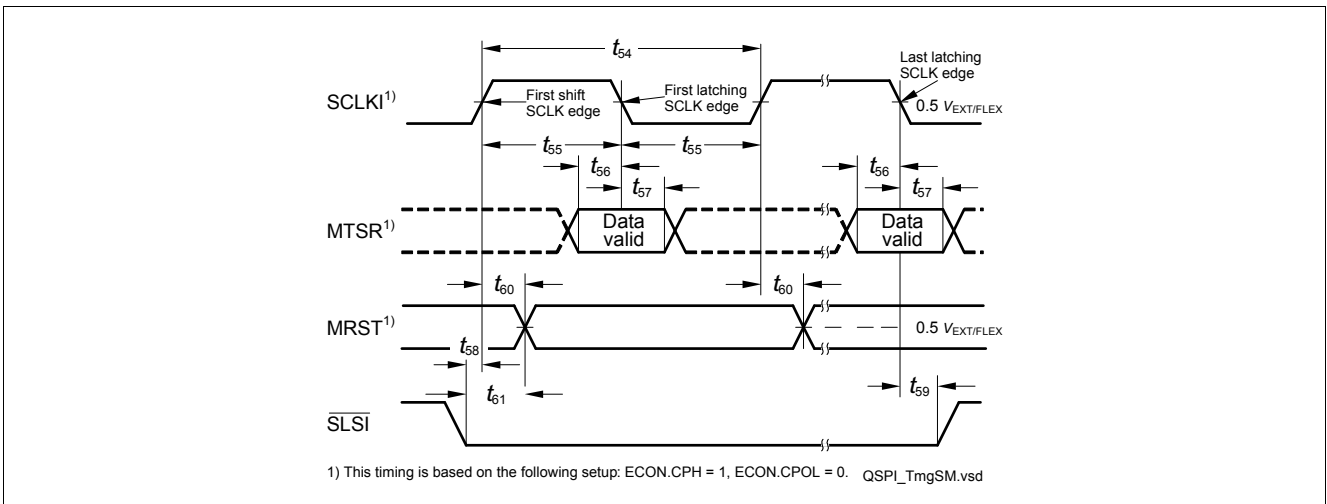 t54
SCLKI1)
First shift
SCLK edge
First latching
SCLK edge
Last latching
SCLK edge
0.5 VEXT/FLEX
t55
t55
t56
t57
t56
t57
MTSR1)
Data
valid
Data
valid
t60
t60
MRST1)
0.5 VEXT/FLEX
t58
t61
t59
SLSI
1) This timing is based on the following setup: ECON.CPH = 1, ECON.CPOL = 0.
QSPI_TmgSM.vsd